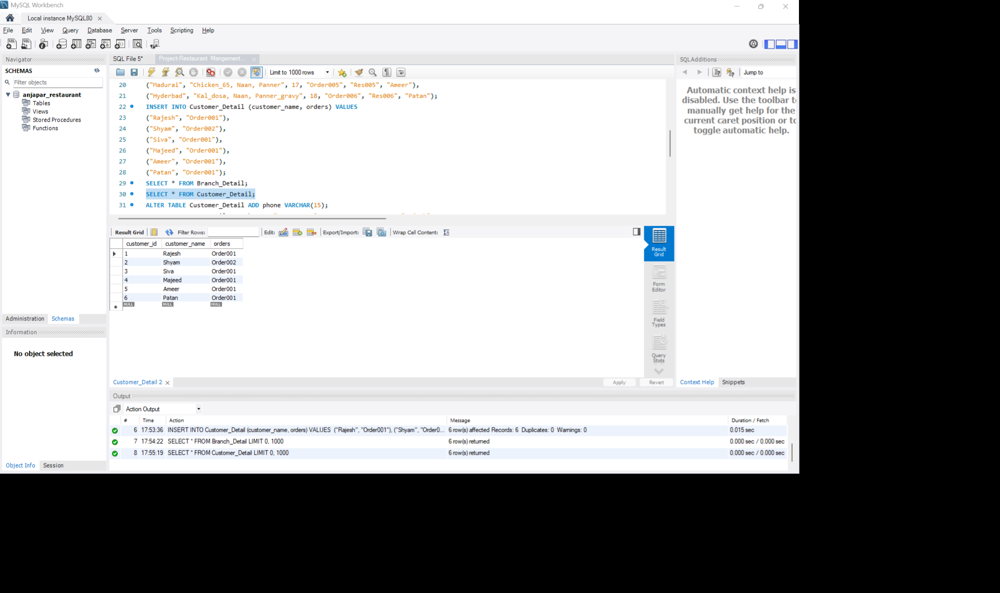 MySQL Workbench
Local instance MySQL80
File Edit View Query Database Server Tools Scripting Help
Navigator
SCHEMAS
Filter objects
anjapar_restaurant
Tables
Views
Stored Procedures
Functions
Administration Schemas
Information
No object selected
Object Info Session
SQL File 5* Project-Restaurant Mangement...
Limit to 1000 rows
20 ("Madurai", "Chicken_65, Naan, Panner", 17, "Order005", "Res005", "Ameer"),
21 ("Hyderbad", "Kal_dosa, Naan, Panner_gravy", 18, "Order006", "Res006", "Patan");
22 INSERT INTO Customer_Detail (customer_name, orders) VALUES
23 ("Rajesh", "Order001"),
24 ("Shyam", "Order002"),
25 ("Siva", "Order001"),
26 ("Majeed", "Order001"),
27 ("Ameer", "Order001"),
28 ("Patan", "Order001");
29 SELECT * FROM Branch_Detail;
30 SELECT * FROM Customer_Detail;
31 ALTER TABLE Customer_Detail ADD phone VARCHAR(15);
Result Grid Filter Rows: Edit: Export/Import: Wrap Cell Content:
customer_id customer_name orders
1 Rajesh Order001
2 Shyam Order002
3 Siva Order001
4 Majeed Order001
5 Ameer Order001
6 Patan Order001
NULL NULL NULL
Result
Grid
Form
Editor
Field
Types
Query
Stats
Customer_Detail 2
Apply Revert
SQLAdditions
Jump to
Automatic context help is
disabled. Use the toolbar t
manually get help for the
current caret position or to
toggle automatic help.
Context Help Snippets
Output
Action Output
# Time Action Message Duration / Fetch
6 17:53:36 INSERT INTO Customer_Detail (customer_name, orders) VALUES ("Rajesh", "Order001"), ("Shyam", "Order0... 6 row(s) affected Records: 6 Duplicates: 0 Warnings: 0 0.015 sec
7 17:54:22 SELECT * FROM Branch_Detail LIMIT 0, 1000 6 row(s) returned 0.000 sec / 0.000 sec
8 17:55:19 SELECT * FROM Customer_Detail LIMIT 0, 1000 6 row(s) returned 0.000 sec / 0.000 sec